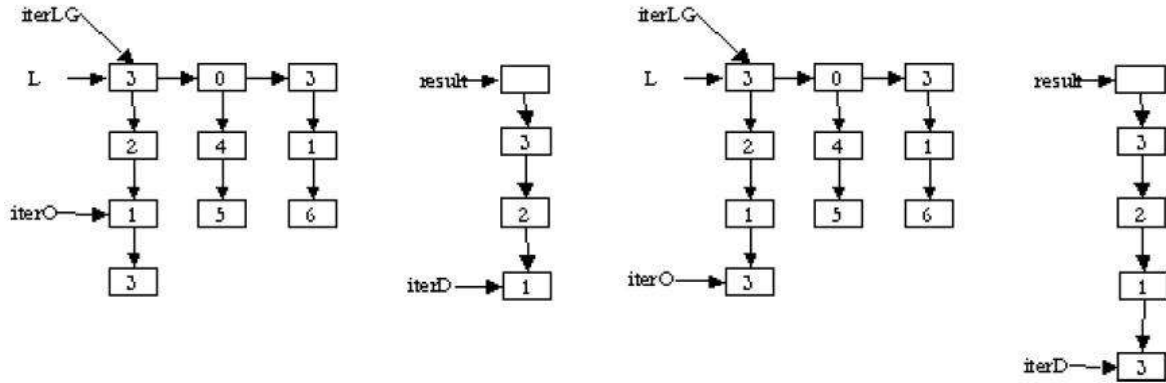 iterLG iterLG
L 3 0 3 result L 3 0 3 result
2 4 1 3 2 4 1 3
iterO 1 5 6 2 1 5 6 2
3 iterD 1 iterO 3 1
iterD 3